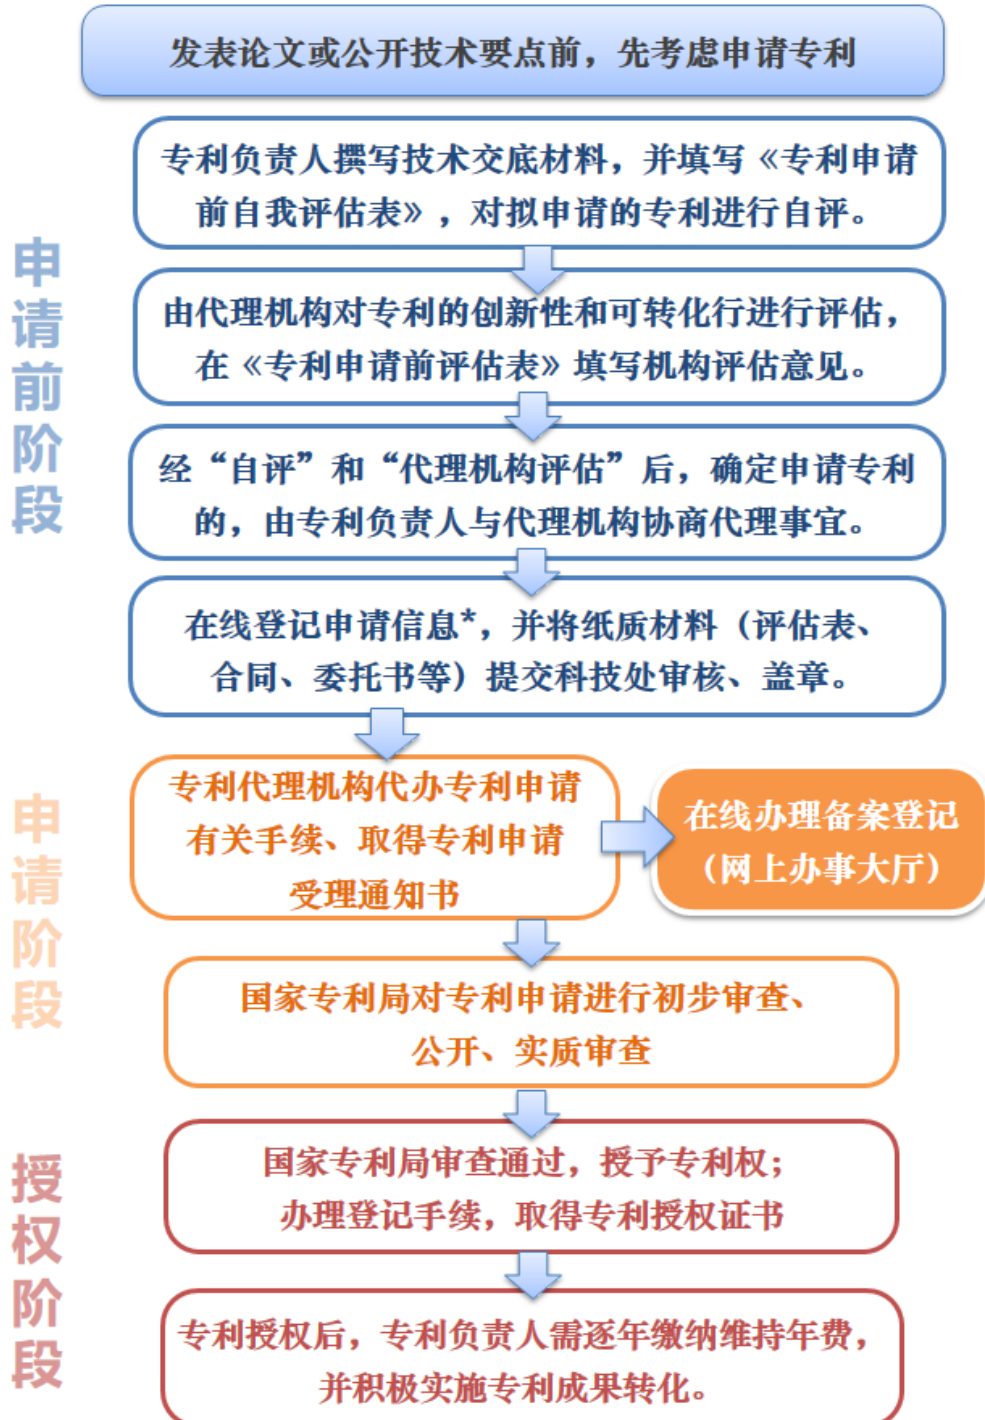 发表论文或公开技术要点前，先考虑申请专利
申请前阶段
专利负责人撰写技术交底材料，并填写《专利申请
前自我评估表》，对拟申请的专利进行自评。
由代理机构对专利的创新性和可转化行进行评估，
在《专利申请前评估表》填写机构评估意见。
经“自评”和“代理机构评估”后，确定申请专利
的，由专利负责人与代理机构协商代理事宜。
在线登记申请信息*，并将纸质材料（评估表、
合同、委托书等）提交科技处审核、盖章。
申请阶段
专利代理机构代办专利申请
有关手续、取得专利申请
受理通知书
在线办理备案登记
（网上办事大厅）
国家专利局对专利申请进行初步审查、
公开、实质审查
授权阶段
国家专利局审查通过，授予专利权；
办理登记手续，取得专利授权证书
专利授权后，专利负责人需逐年缴纳维持年费，
并积极实施专利成果转化。